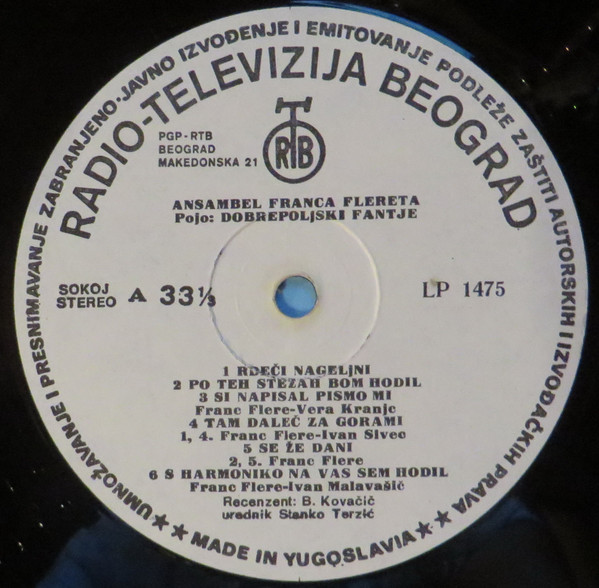 UMNOŽAVANJE I PRESNIMAVANJE ZABRANJENO·JAVNO IZVOĐENJE I EMITOVANJE PODLEŽE ZAŠTITI AUTORSKIH I IZVOĐAČKIH PRAVA
RADIO-TELEVIZIJA BEOGRAD
PGP-RTB
BEOGRAD
MAKEDONSKA 21
RTB
ANSAMBEL FRANCA FLERETA
Pojo: DOBREPOLJSKI FANTJE
SOKOJ
STEREO A 33⅓
LP 1475
1 RDEČI NAGELJNI
2 PO TEH STEZAH BOM HODIL
3 SI NAPISAL PISMO MI
Franc Flere-Vera Kranjc
4 TAM DALEČ ZA GORAMI
1, 4. Franc Flere-Ivan Sivec
5 SE ŽE DANI
2, 5. Franc Flere
6 S HARMONIKO NA VAS SEM HODIL
Franc Flere-Ivan Malavašič
Recenzent: B. Kovačič
urednik Stanko Terzić
★★ MADE IN YUGOSLAVIA ★★